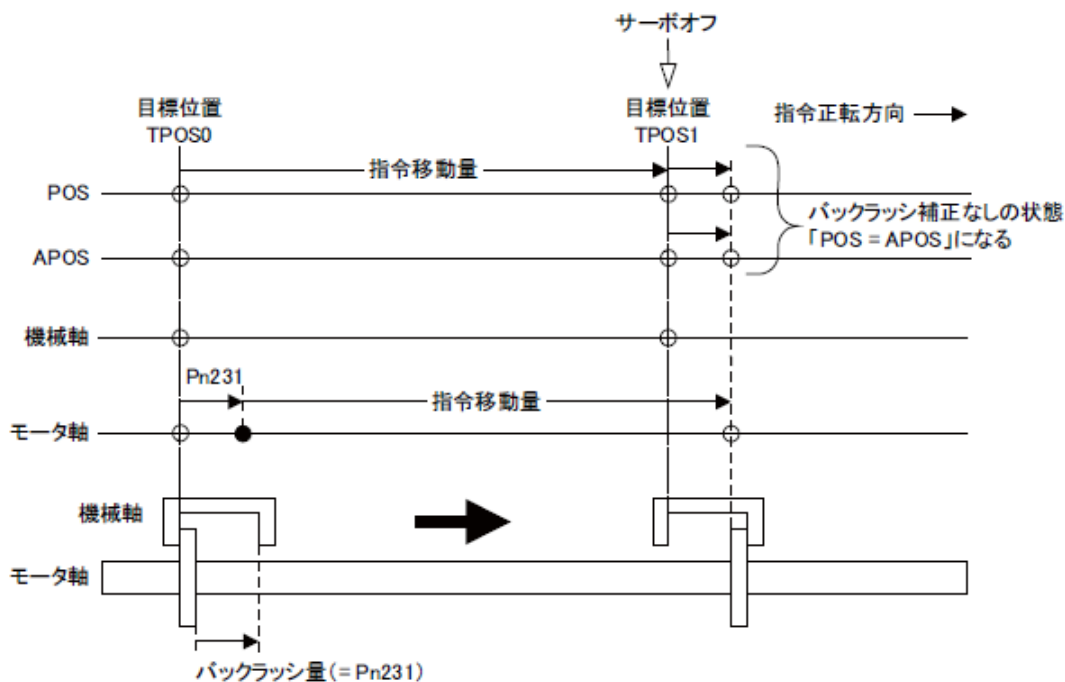 サーボオフ
目標位置
TPOS0
目標位置
TPOS1
指令正転方向
指令移動量
POS
バックラッシ補正なしの状態
「POS = APOS」になる
APOS
機械軸
Pn231
指令移動量
モータ軸
機械軸
モータ軸
バックラッシ量(= Pn231)